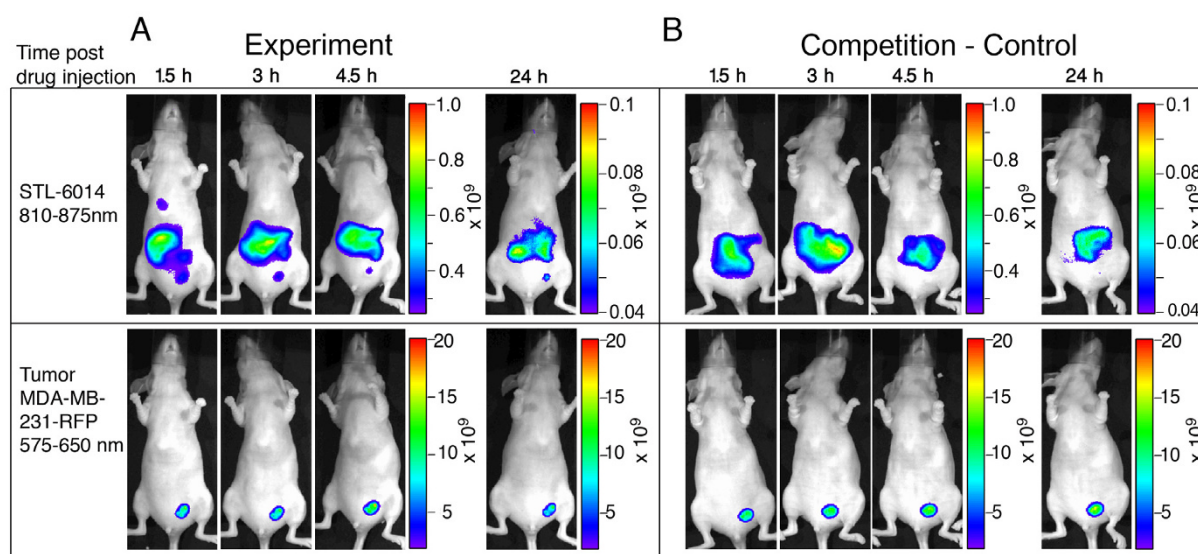 A
Experiment
B
Competition - Control
Time post
drug injection
1.5 h
3 h
4.5 h
24 h
1.5 h
3 h
4.5 h
24 h
STL-6014
810-875nm
1.0
0.8
0.6
0.4
x 10⁹
0.1
0.08
0.06
0.04
x 10⁹
1.0
0.8
0.6
0.4
x 10⁹
0.1
0.08
0.06
0.04
x 10⁹
Tumor
MDA-MB-
231-RFP
575-650 nm
20
15
10
5
x 10⁹
20
15
10
5
x 10⁹
20
15
10
5
x 10⁹
20
15
10
5
x 10⁹